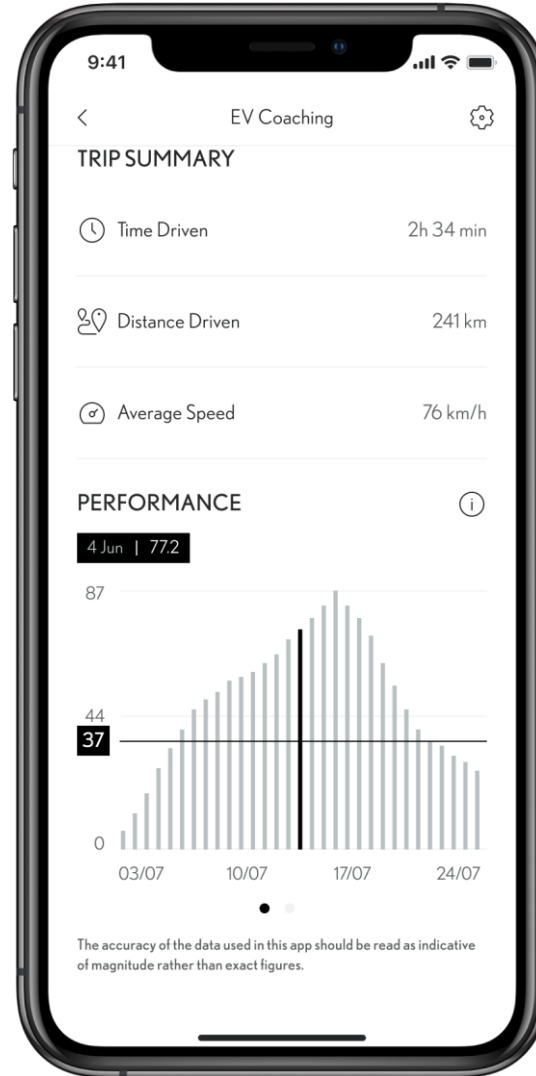 9:41
EV Coaching
TRIP SUMMARY
Time Driven 2h 34 min
Distance Driven 241 km
Average Speed 76 km/h
PERFORMANCE
4 Jun | 77.2
87
44
37
0
03/07 10/07 17/07 24/07
The accuracy of the data used in this app should be read as indicative
of magnitude rather than exact figures.